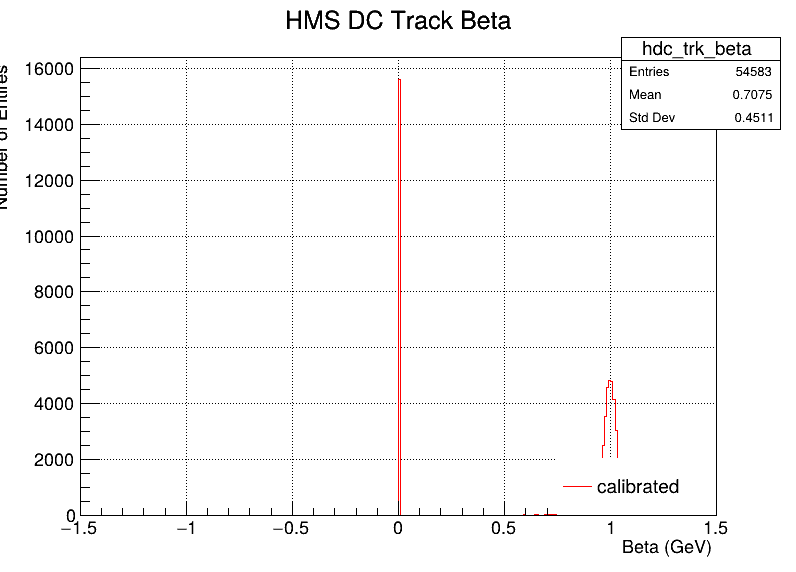 HMS DC Track Beta
hdc_trk_beta
Entries 54583
Mean 0.7075
Std Dev 0.4511
Number of Entires
16000
14000
12000
10000
8000
6000
4000
2000
0
calibrated
−1.5 −1 −0.5 0 0.5 1 1.5
Beta (GeV)